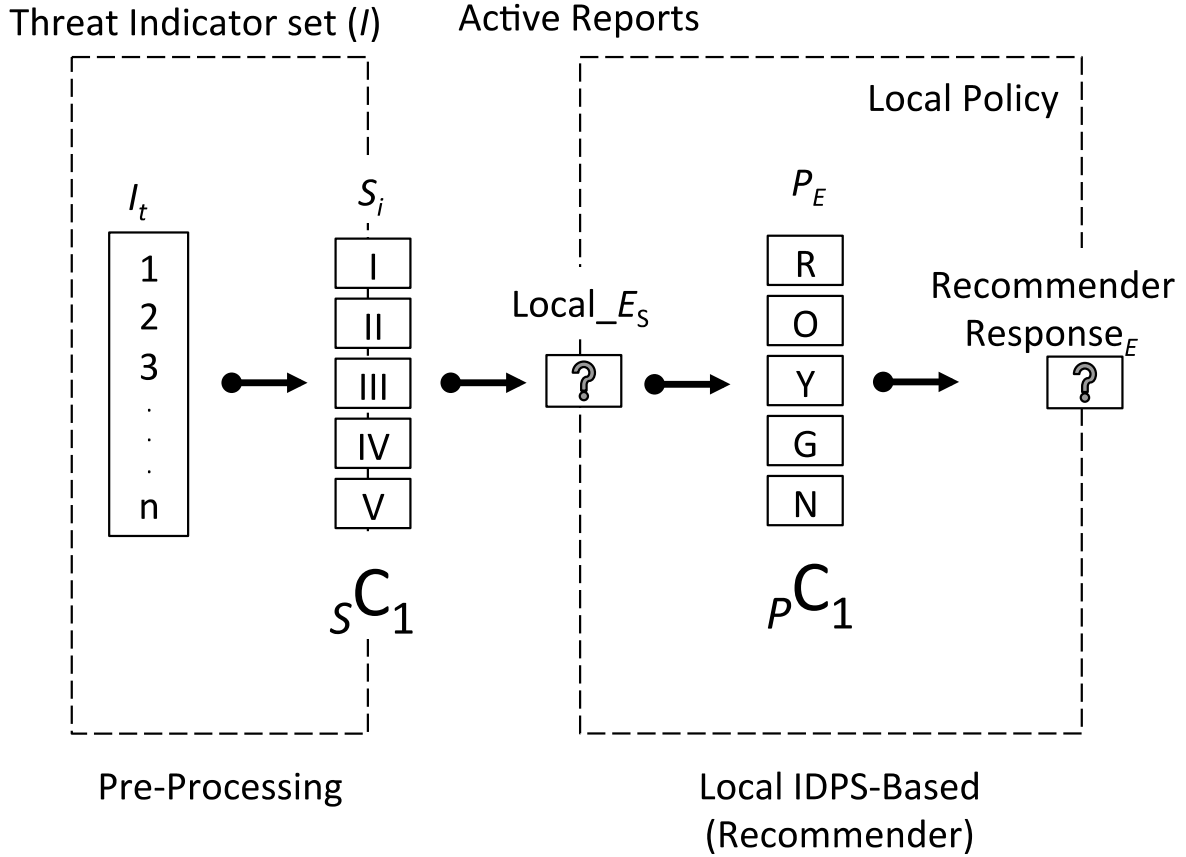 Threat Indicator set (I)
Active Reports
Local Policy
It
1
2
3
.
.
.
n
Si
I
II
III
IV
V
SC1
Local_ES
?
PE
R
O
Y
G
N
PC1
Recommender
ResponseE
?
Pre-Processing
Local IDPS-Based
(Recommender)